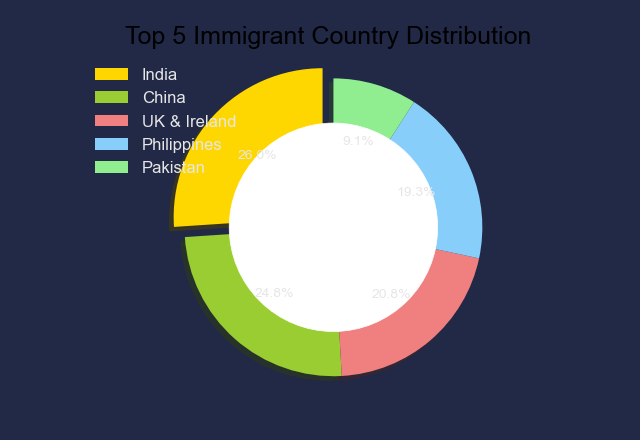 Top 5 Immigrant Country Distribution
India
China
UK & Ireland
Philippines
Pakistan
9.1%
26.0%
19.3%
24.8%
20.8%